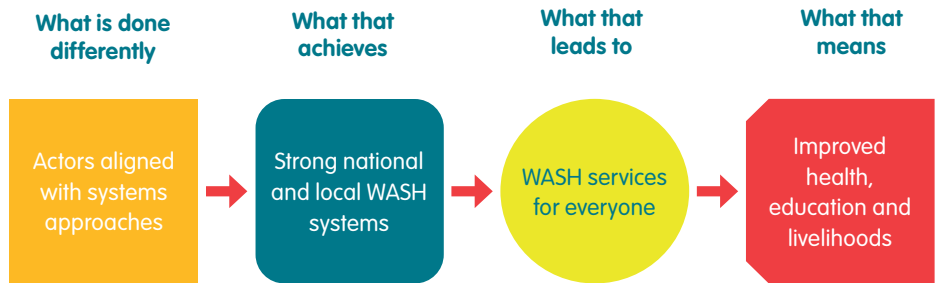 What is done
differently
What that
achieves
What that
leads to
What that
means
Actors aligned
with systems
approaches
Strong national
and local WASH
systems
WASH services
for everyone
Improved
health,
education and
livelihoods